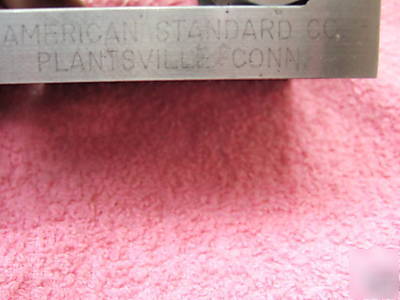 AMERICAN STANDARD CO.
PLANTSVILLE CONN.